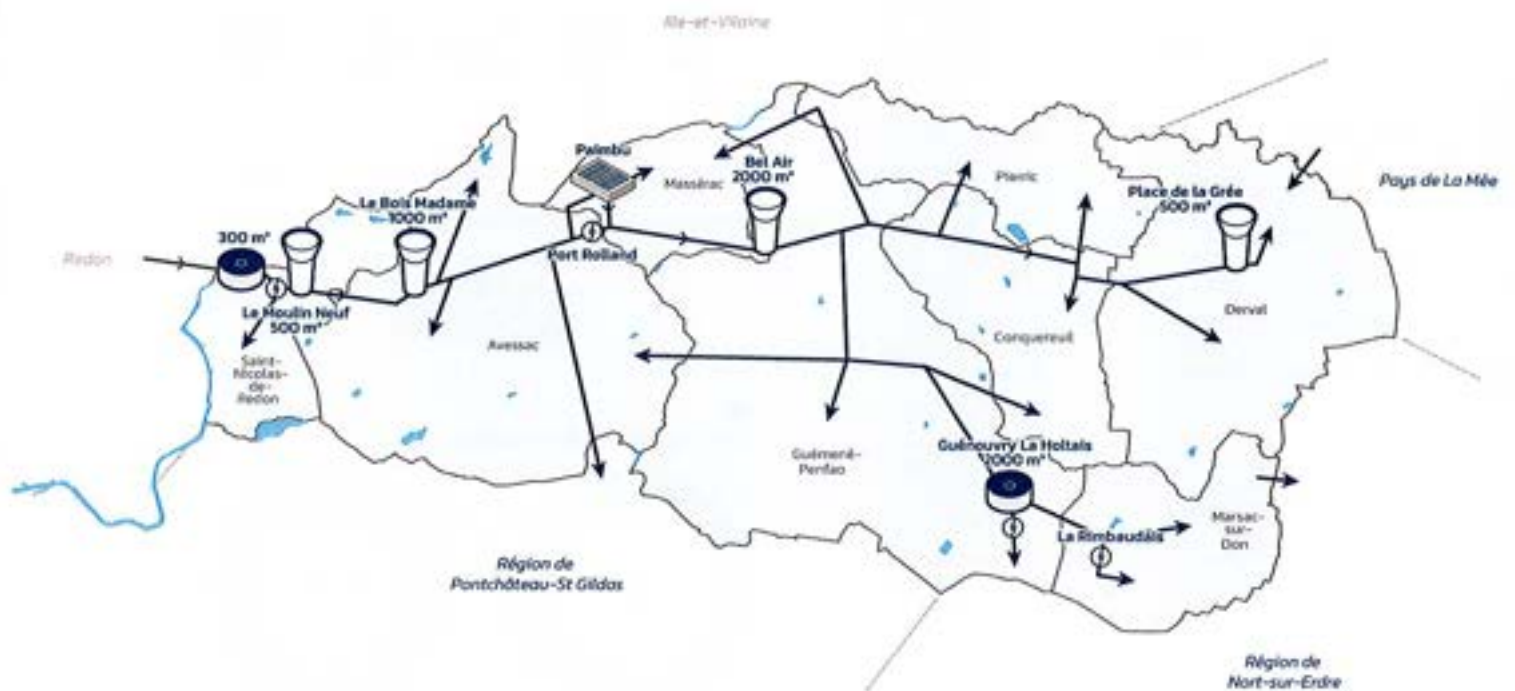 Ille-et-Vilaine
Paimbu
Massérac
Bel Air
2000 m³
Pierric
Place de la Grée
500 m³
Pays de La Mée
Le Bois Madame
1000 m³
300 m³
Redon
Port Rolland
Le Moulin Neuf
500 m³
Saint-
Nicolas-
de-
Redon
Avessac
Conquereuil
Derval
Guémené-
Penfao
Guénouvry La Holtais
2000 m³
La Rimbaudais
Marsac-
sur-
Don
Région de
Pontchâteau-St Gildas
Région de
Nort-sur-Erdre